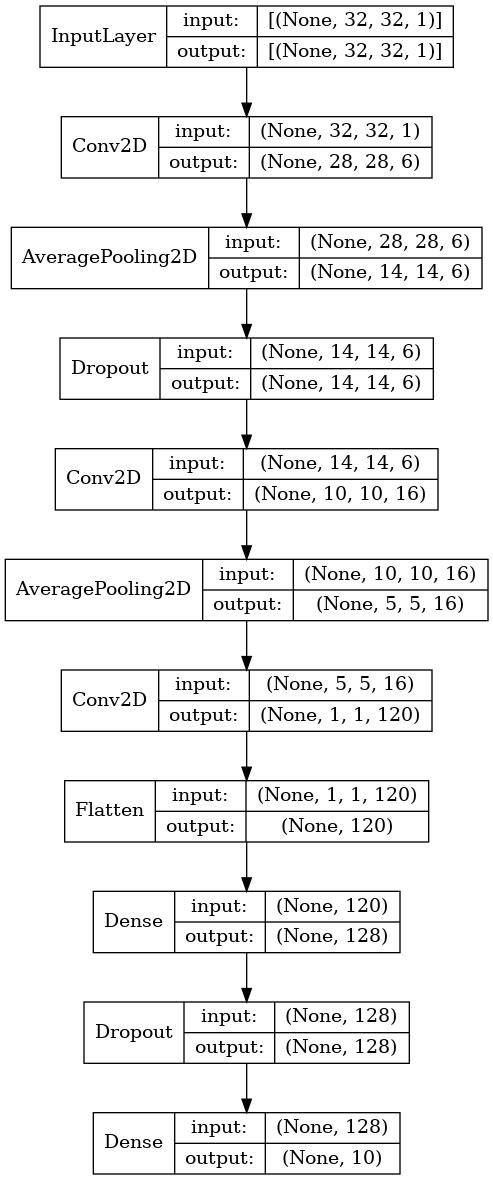 InputLayer input: [(None, 32, 32, 1)]
output: [(None, 32, 32, 1)]
Conv2D input: (None, 32, 32, 1)
output: (None, 28, 28, 6)
AveragePooling2D input: (None, 28, 28, 6)
output: (None, 14, 14, 6)
Dropout input: (None, 14, 14, 6)
output: (None, 14, 14, 6)
Conv2D input: (None, 14, 14, 6)
output: (None, 10, 10, 16)
AveragePooling2D input: (None, 10, 10, 16)
output: (None, 5, 5, 16)
Conv2D input: (None, 5, 5, 16)
output: (None, 1, 1, 120)
Flatten input: (None, 1, 1, 120)
output: (None, 120)
Dense input: (None, 120)
output: (None, 128)
Dropout input: (None, 128)
output: (None, 128)
Dense input: (None, 128)
output: (None, 10)